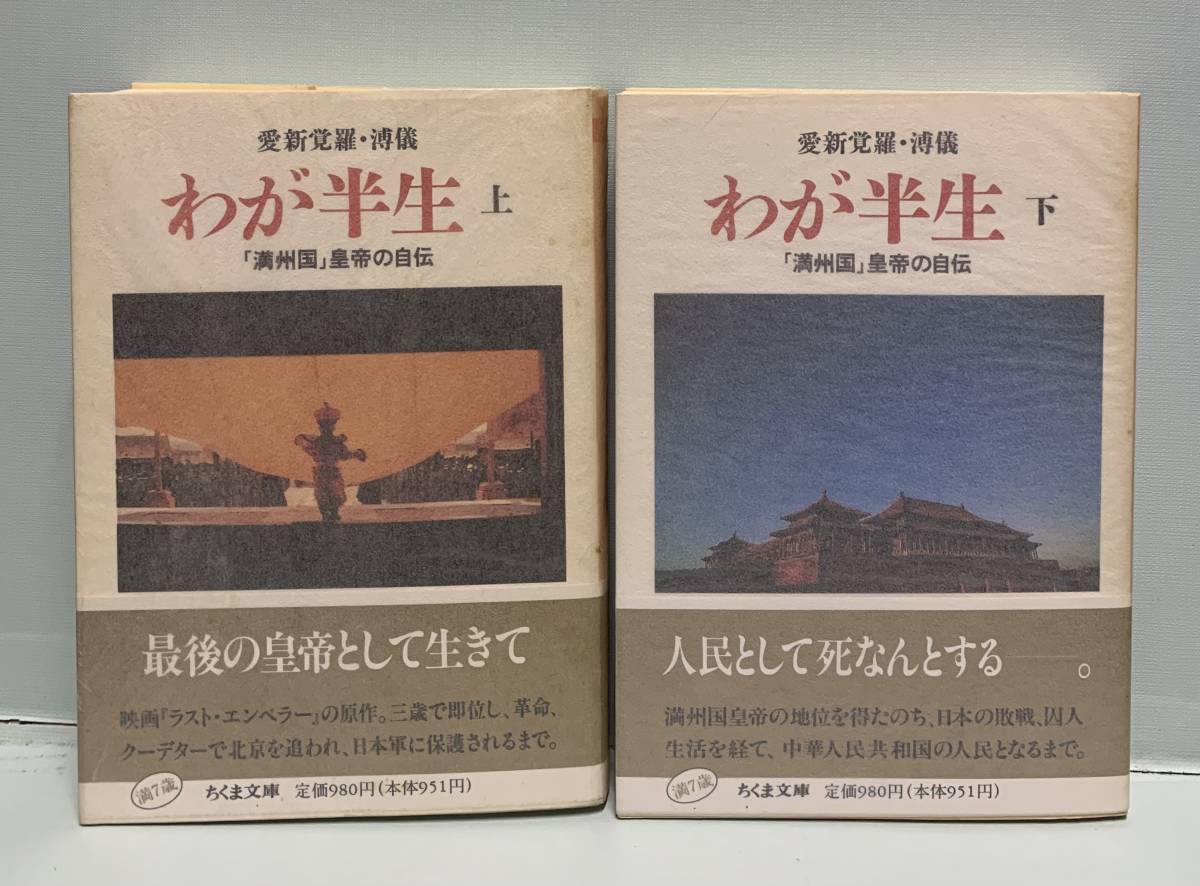 愛新覚羅・溥儀
わが半生 上
「満州国」皇帝の自伝
最後の皇帝として生きて
映画『ラスト・エンペラー』の原作。三歳で即位し、革命、
クーデターで北京を追われ、日本軍に保護されるまで。
満7歳 ちくま文庫 定価980円(本体951円)
愛新覚羅・溥儀
わが半生 下
「満州国」皇帝の自伝
人民として死なんとする――。
満州国皇帝の地位を得たのち、日本の敗戦、囚人
生活を経て、中華人民共和国の人民となるまで。
満7歳 ちくま文庫 定価980円(本体951円)